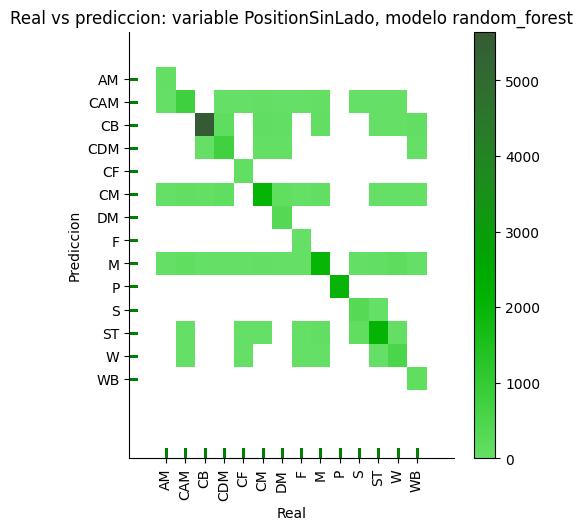 Real vs prediccion: variable PositionSinLado, modelo random_forest
AM
CAM
CB
CDM
CF
CM
DM
F
M
P
S
ST
W
WB
Prediccion
AM
CAM
CB
CDM
CF
CM
DM
F
M
P
S
ST
W
WB
Real
5000
4000
3000
2000
1000
0